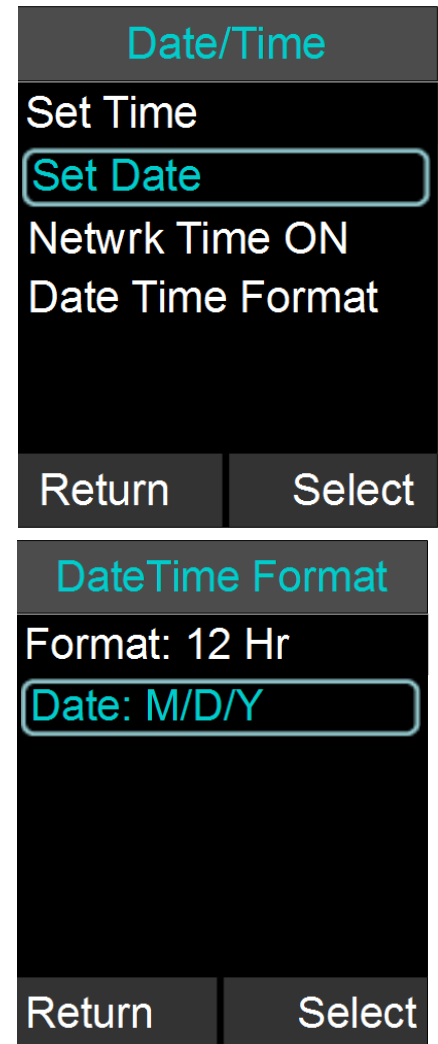 Date/Time
Set Time
Set Date
Netwrk Time ON
Date Time Format
Return Select
DateTime Format
Format: 12 Hr
Date: M/D/Y
Return Select